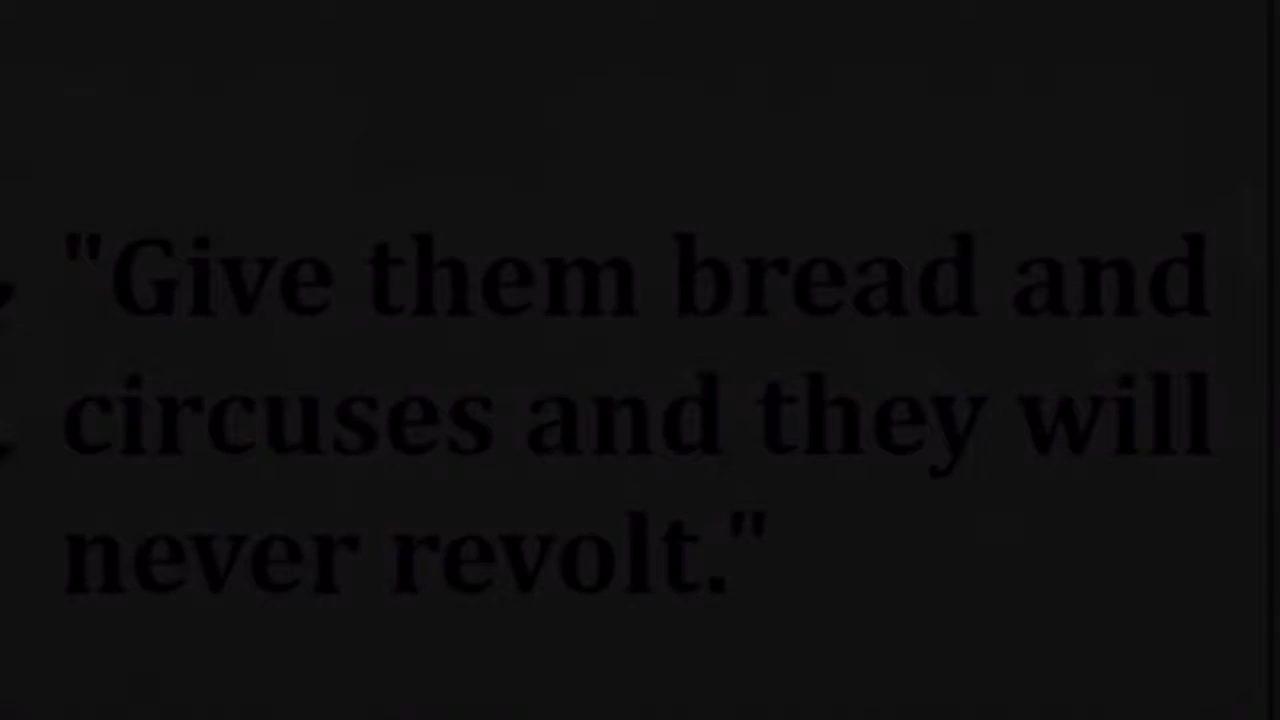 "Give them bread and
circuses and they will
never revolt."